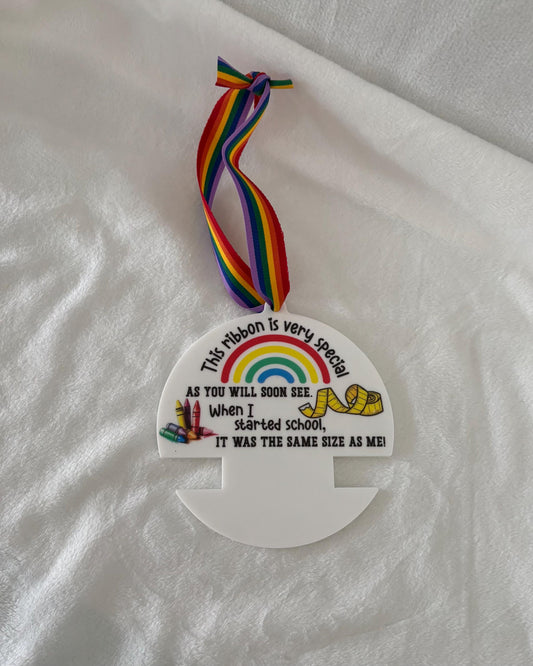 This ribbon is very special
AS YOU WILL SOON SEE.
When I
started school,
IT WAS THE SAME SIZE AS ME!